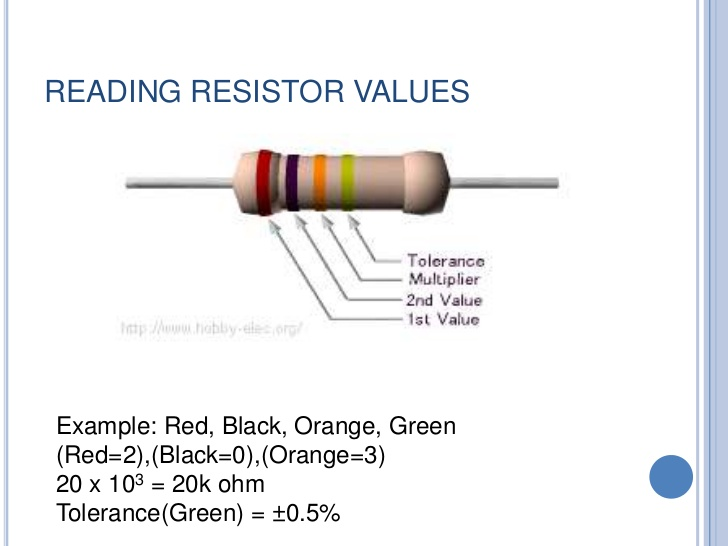 READING RESISTOR VALUES
Tolerance
Multiplier
2nd Value
1st Value
http://www.hobby-elec.org/
Example: Red, Black, Orange, Green
(Red=2),(Black=0),(Orange=3)
20 x 10³ = 20k ohm
Tolerance(Green) = ±0.5%